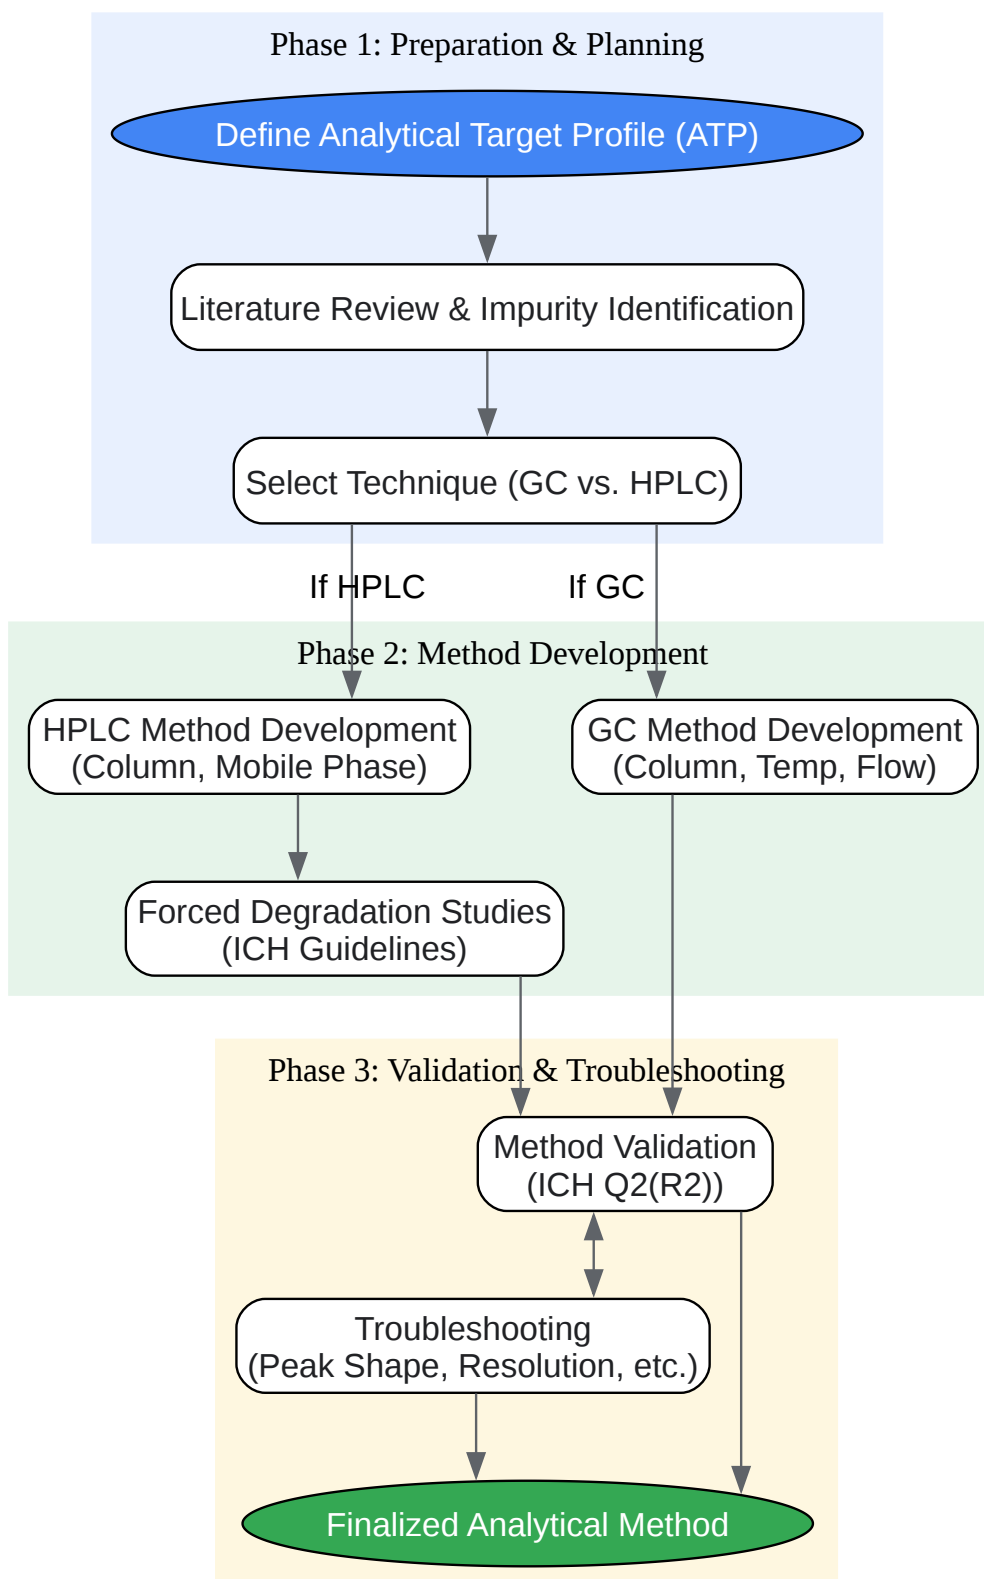 Phase 1: Preparation & Planning
Define Analytical Target Profile (ATP)
Literature Review & Impurity Identification
Select Technique (GC vs. HPLC)
If HPLC
If GC
Phase 2: Method Development
HPLC Method Development
(Column, Mobile Phase)
GC Method Development
(Column, Temp, Flow)
Forced Degradation Studies
(ICH Guidelines)
Phase 3: Validation & Troubleshooting
Method Validation
(ICH Q2(R2))
Troubleshooting
(Peak Shape, Resolution, etc.)
Finalized Analytical Method